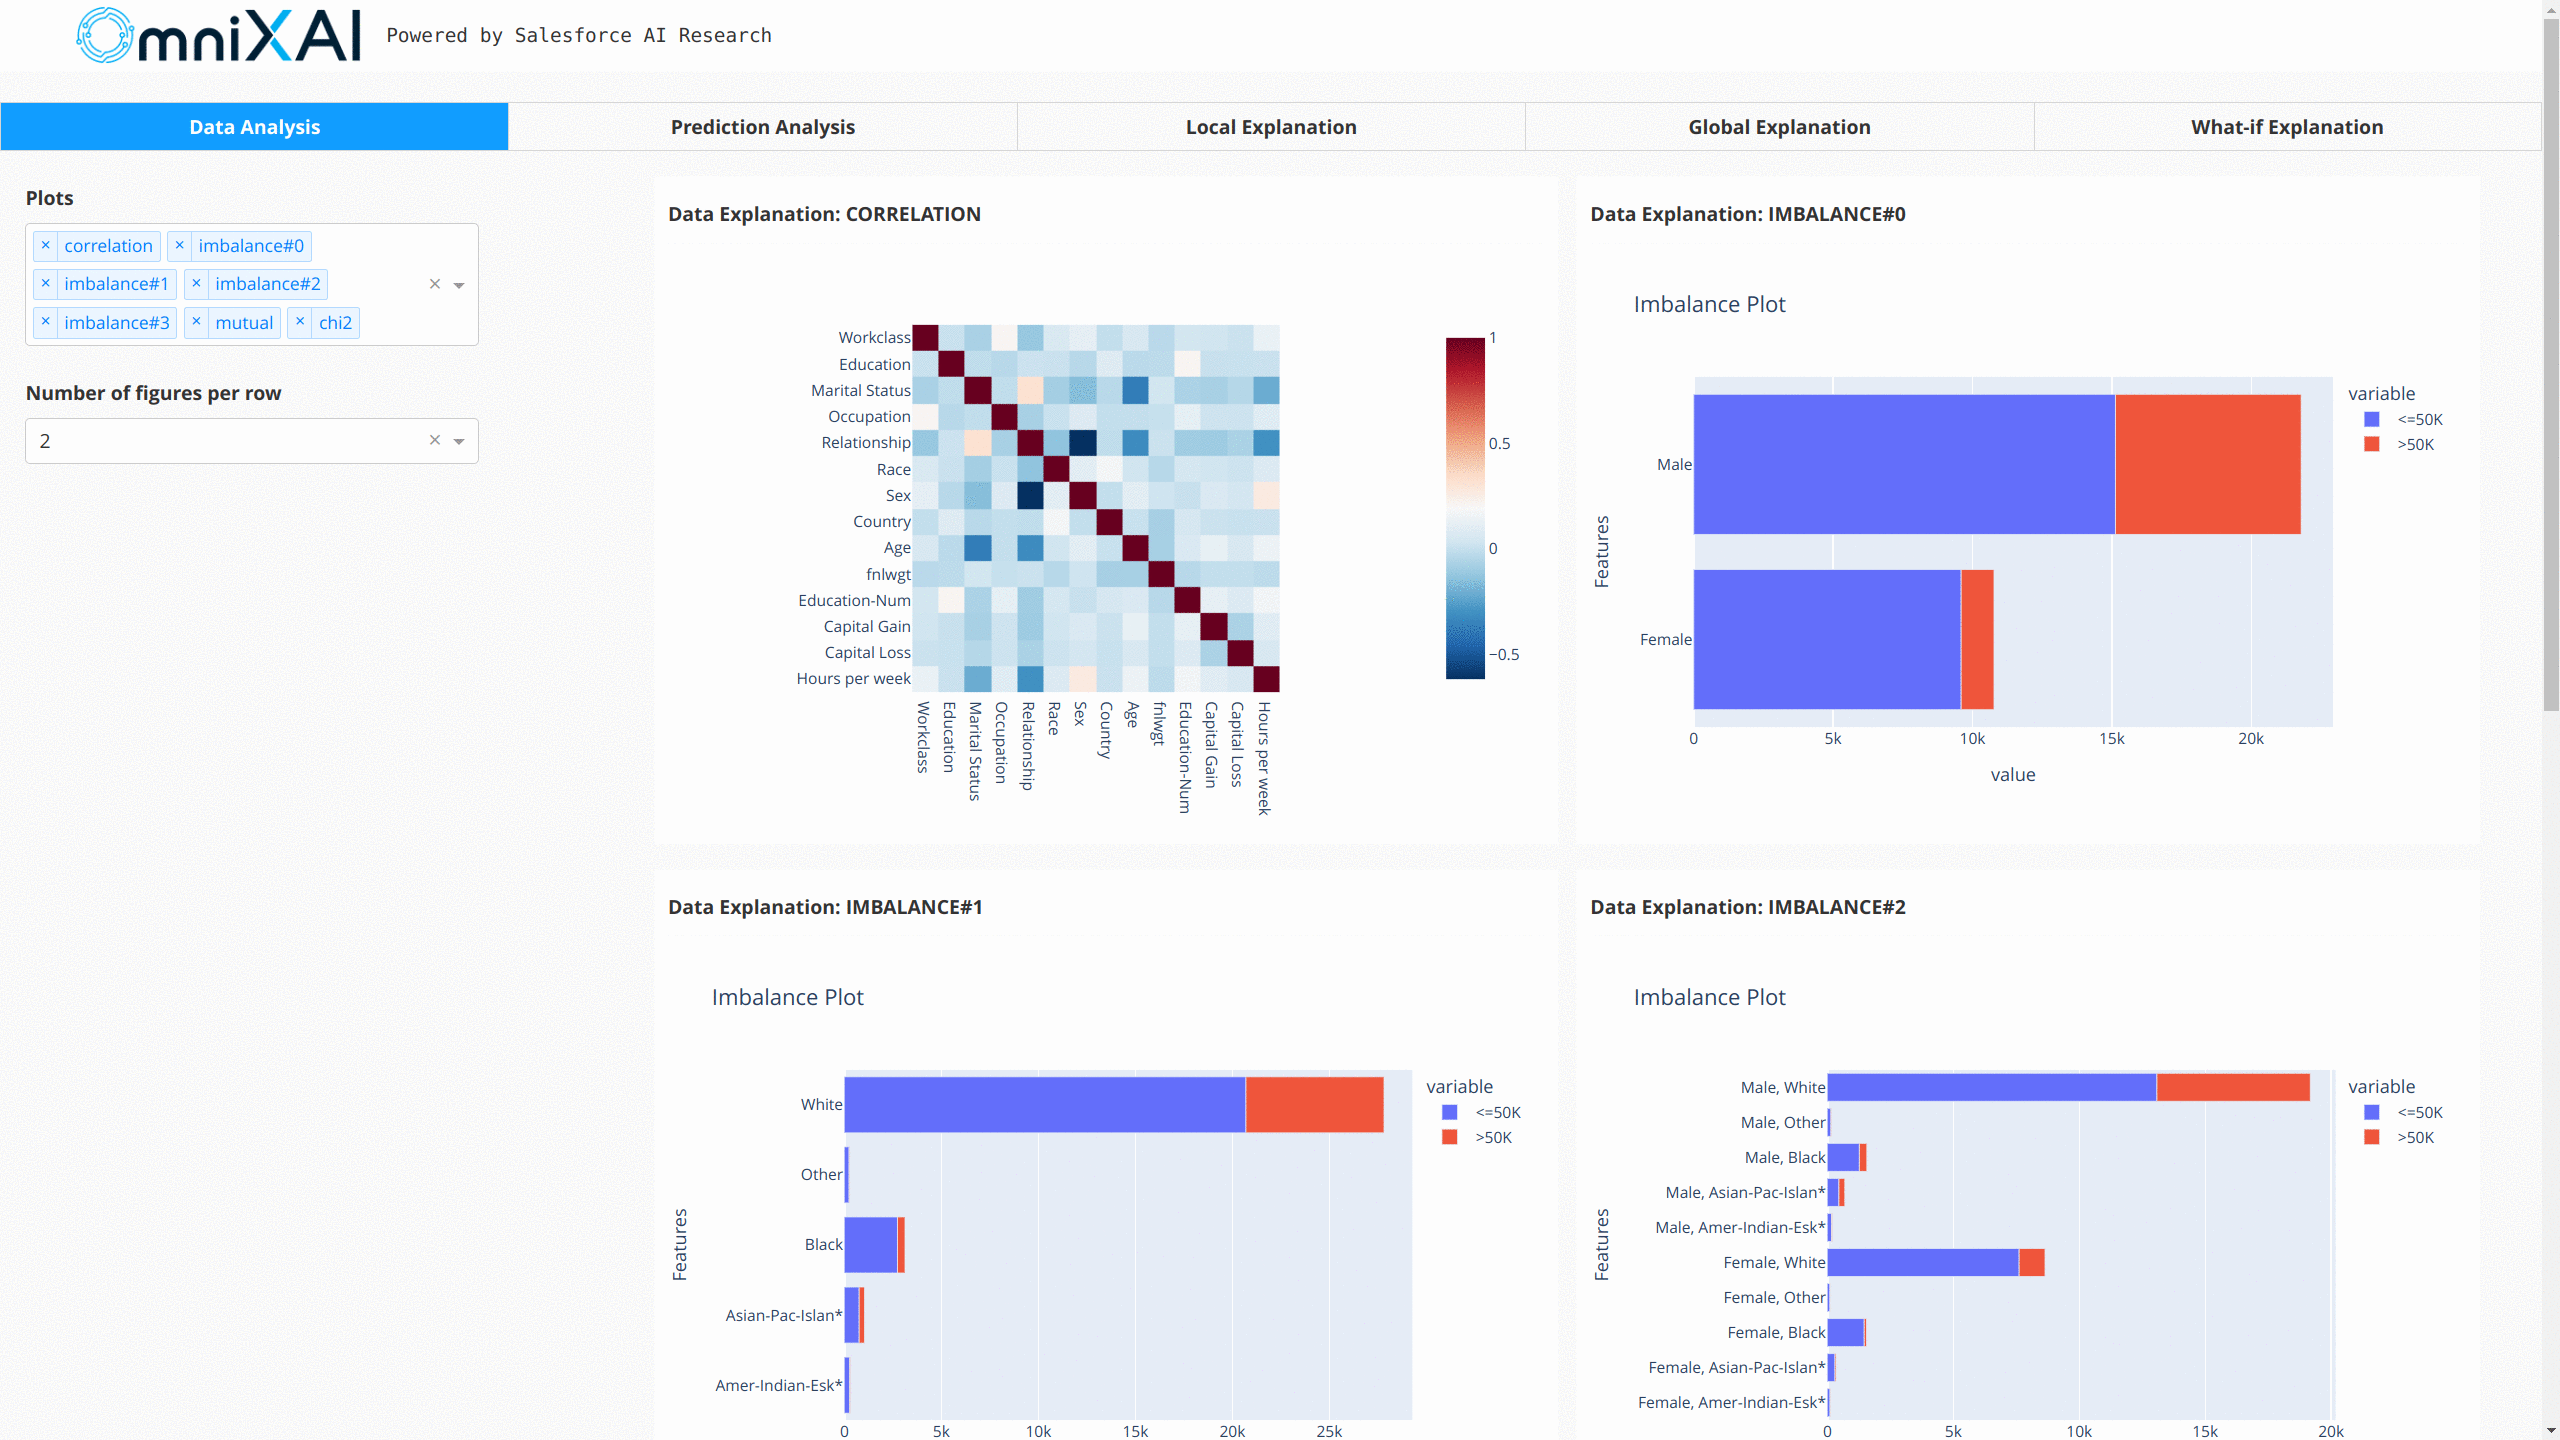 OmniXAI Powered by Salesforce AI Research
Data Analysis Prediction Analysis Local Explanation Global Explanation What-if Explanation
Plots
× correlation × imbalance#0
× imbalance#1 × imbalance#2
× imbalance#3 × mutual × chi2
×
Number of figures per row
2 ×
Data Explanation: CORRELATION
Workclass
Education
Marital Status
Occupation
Relationship
Race
Sex
Country
Age
fnlwgt
Education-Num
Capital Gain
Capital Loss
Hours per week
Workclass
Education
Marital Status
Occupation
Relationship
Race
Sex
Country
Age
fnlwgt
Education-Num
Capital Gain
Capital Loss
Hours per week
1
0.5
0
−0.5
Data Explanation: IMBALANCE#0
Imbalance Plot
Features
Male
Female
0 5k 10k 15k 20k
value
variable
<=50K
>50K
Data Explanation: IMBALANCE#1
Imbalance Plot
Features
White
Other
Black
Asian-Pac-Islan*
Amer-Indian-Esk*
0 5k 10k 15k 20k 25k
variable
<=50K
>50K
Data Explanation: IMBALANCE#2
Imbalance Plot
Features
Male, White
Male, Other
Male, Black
Male, Asian-Pac-Islan*
Male, Amer-Indian-Esk*
Female, White
Female, Other
Female, Black
Female, Asian-Pac-Islan*
Female, Amer-Indian-Esk*
0 5k 10k 15k 20k
variable
<=50K
>50K